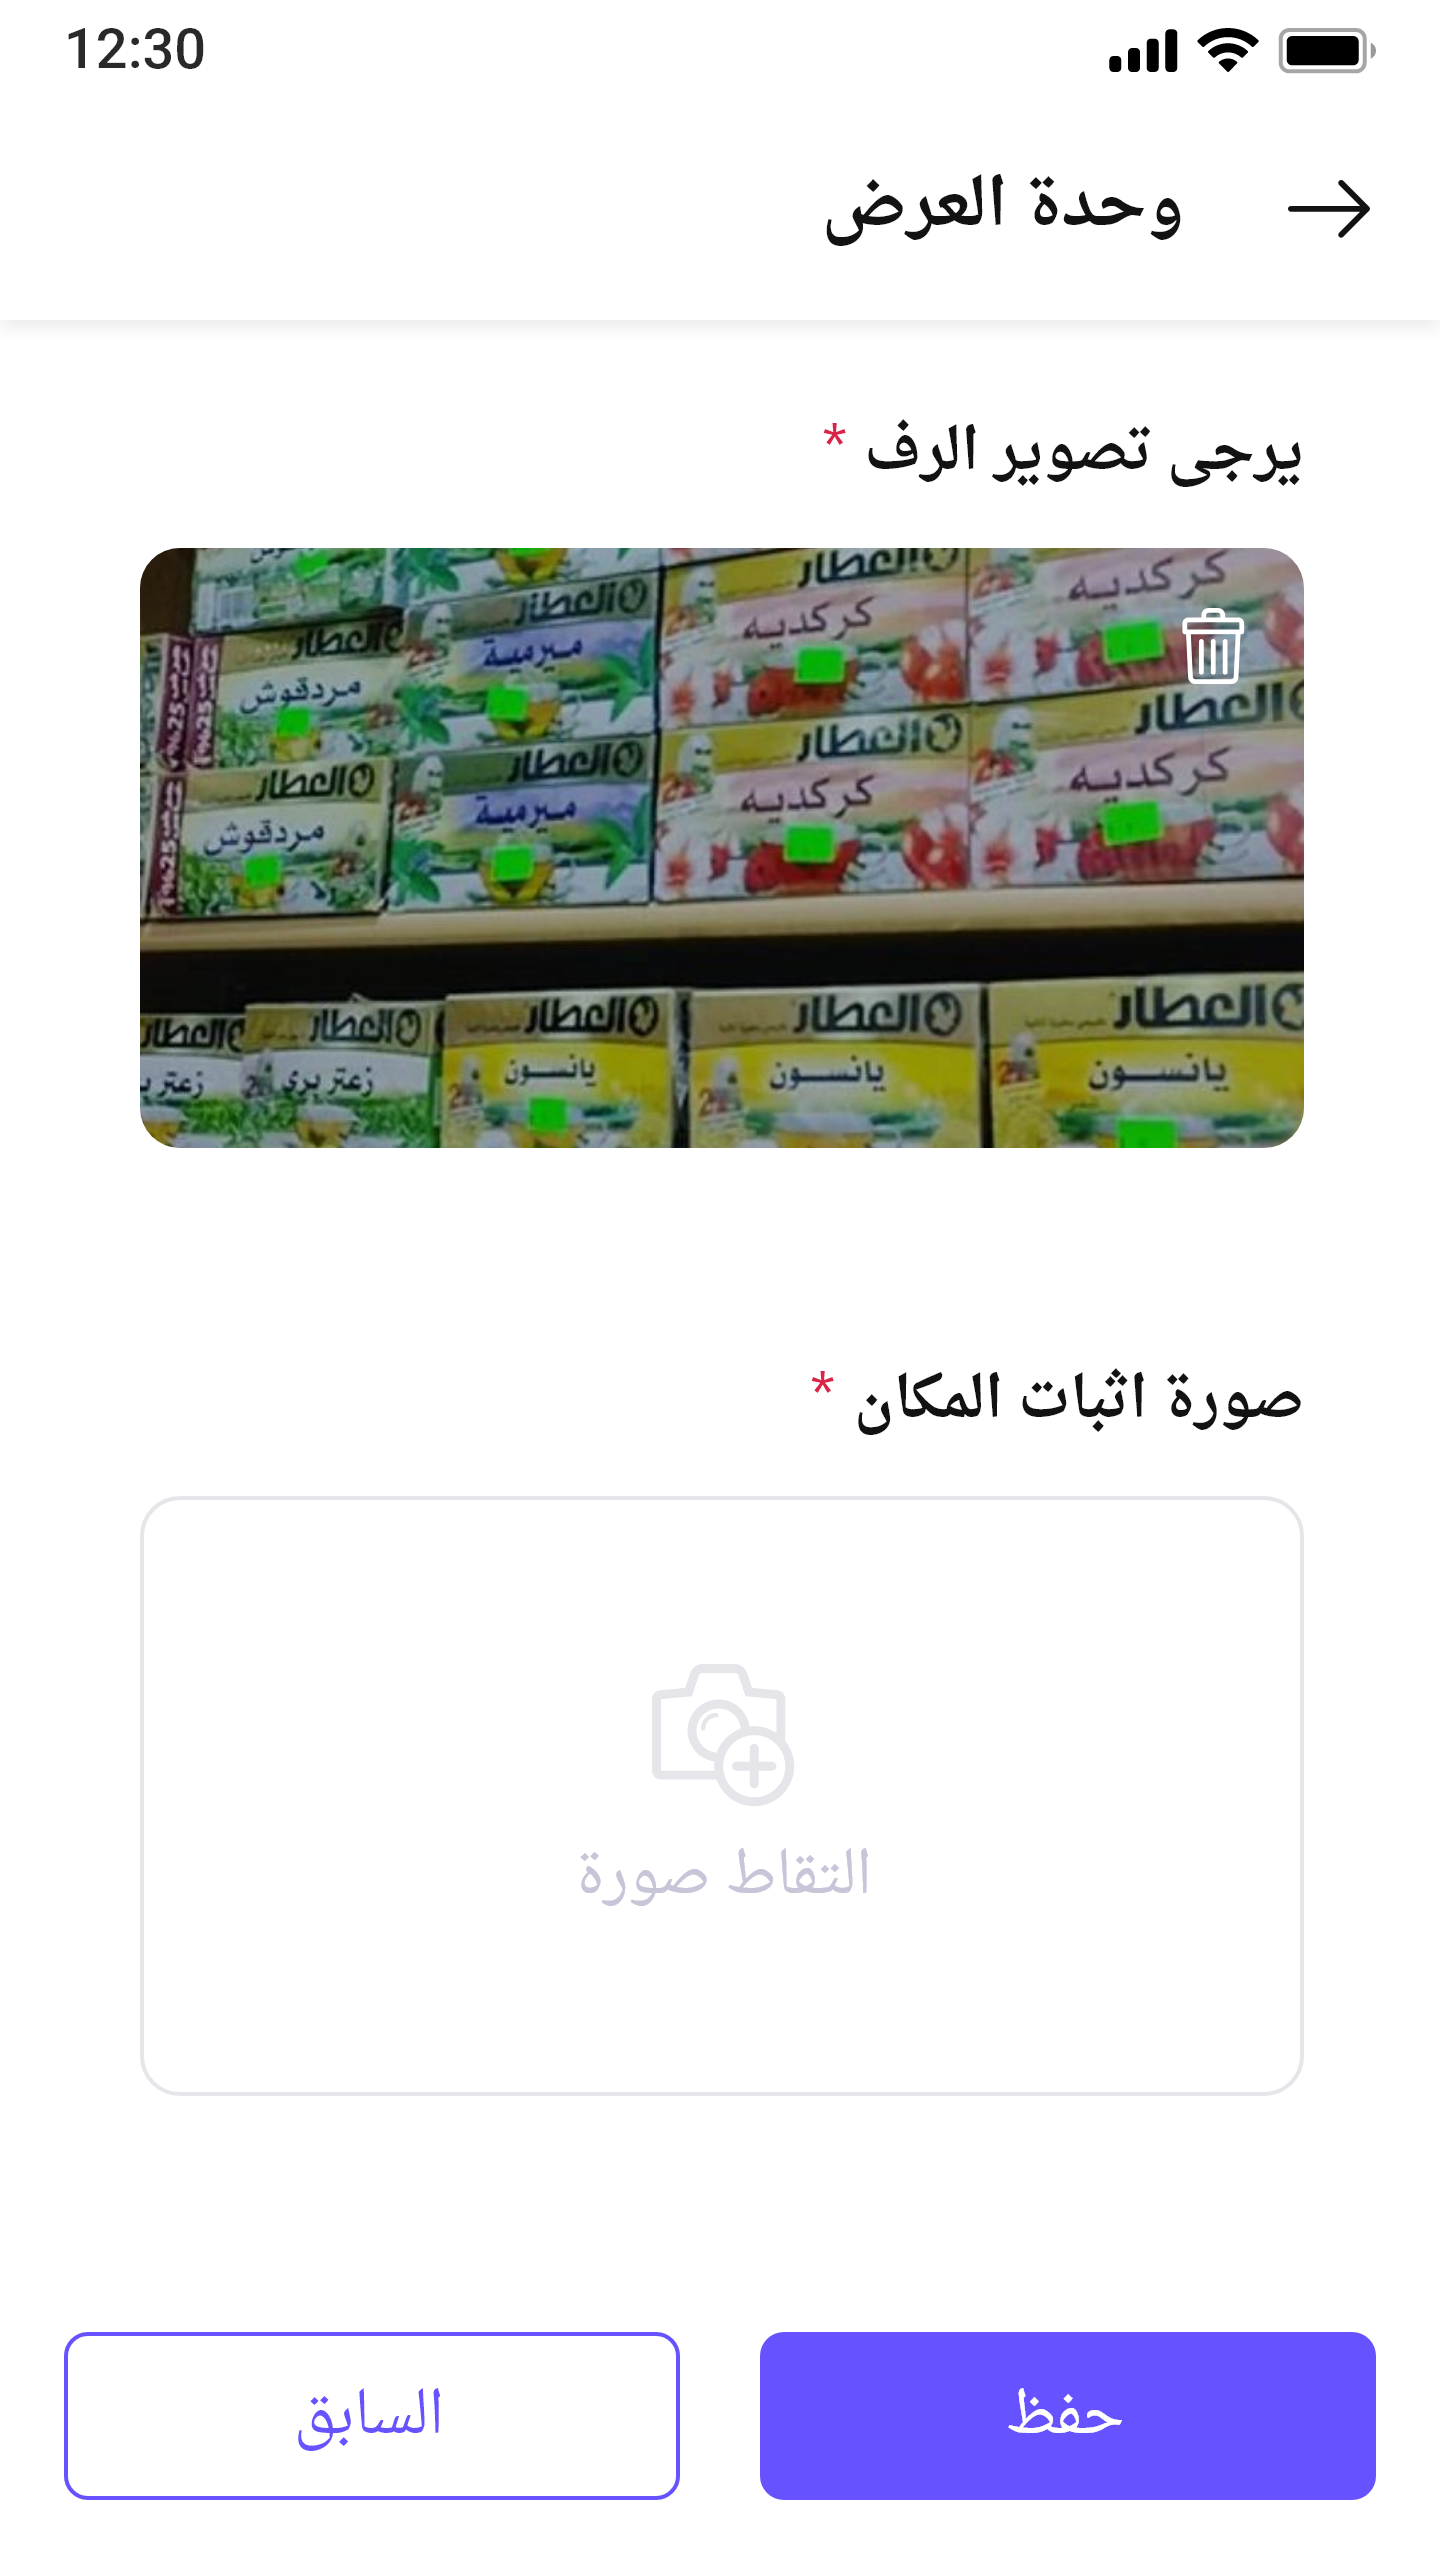 12:30
وحدة العرض
يرجى تصوير الرف *
العطار
كركديه
كركديه
العطار
ميرمية
العطار
مردقوش
العطار
كركديه
العطار
كركديه
العطار
ميرمية
العطار
مردقوش
العطار
يانسون
العطار
يانسون
العطار
يانسون
العطار
زعتر بري
العطار
زعتر بر
صورة اثبات المكان *
التقاط صورة
حفظ
السابق